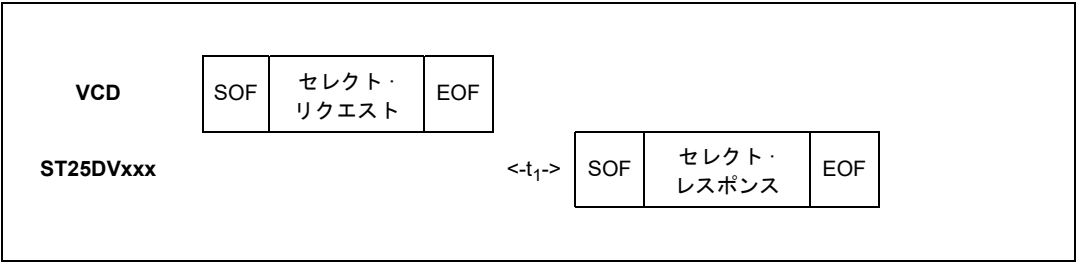 VCD
SOF
セレクト・
リクエスト
EOF
ST25DVxxx
<-t₁->
SOF
セレクト・
レスポンス
EOF